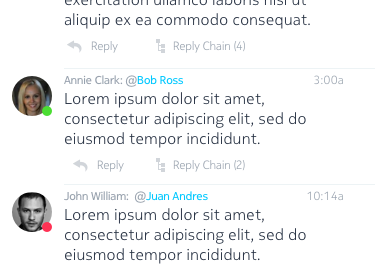 exercitation ullamco laboris nisi ut
aliquip ex ea commodo consequat.
Reply Reply Chain (4)
Annie Clark: @Bob Ross 3:00a
Lorem ipsum dolor sit amet,
consectetur adipiscing elit, sed do
eiusmod tempor incididunt.
Reply Reply Chain (2)
John William: @Juan Andres 10:14a
Lorem ipsum dolor sit amet,
consectetur adipiscing elit, sed do
eiusmod tempor incididunt.